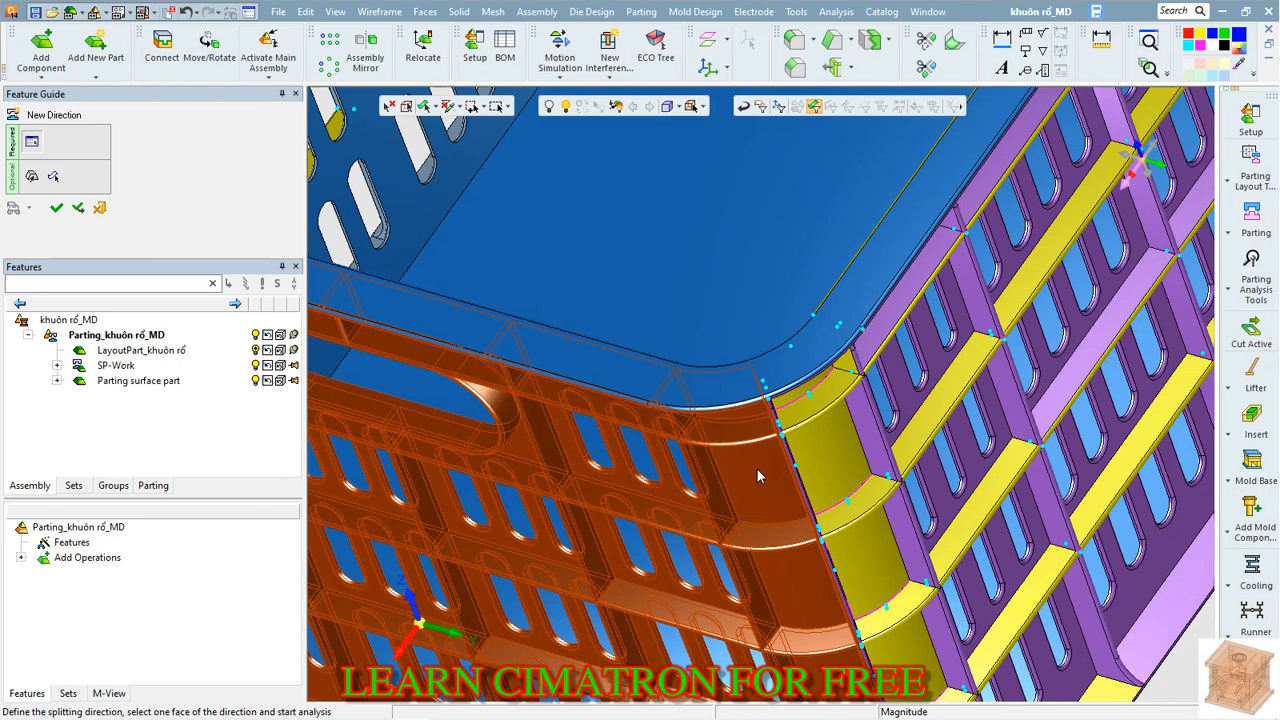 File Edit View Wireframe Faces Solid Mesh Assembly Die Design Parting Mold Design Electrode Tools Analysis Catalog Window khuôn rổ_MD Search
Add Component Add New Part Connect Move/Rotate Activate Main Assembly Assembly Mirror Relocate Setup BOM Motion Simulation New Interferen... ECO Tree
Feature Guide
New Direction
Required
Optional
Features
khuôn rổ_MD
Parting_khuôn rổ_MD
LayoutPart_khuôn rổ
SP-Work
Parting surface part
Assembly Sets Groups Parting
Parting_khuôn rổ_MD
Features
Add Operations
Features Sets M-View
Setup
Parting Layout T...
Parting
Parting Analysis Tools
Cut Active
Lifter
Insert
Mold Base
Add Mold Compon...
Cooling
Runner
Z
LEARN CIMATRON FOR FREE
Define the splitting direction, select one face of the direction and start analysis
Magnitude